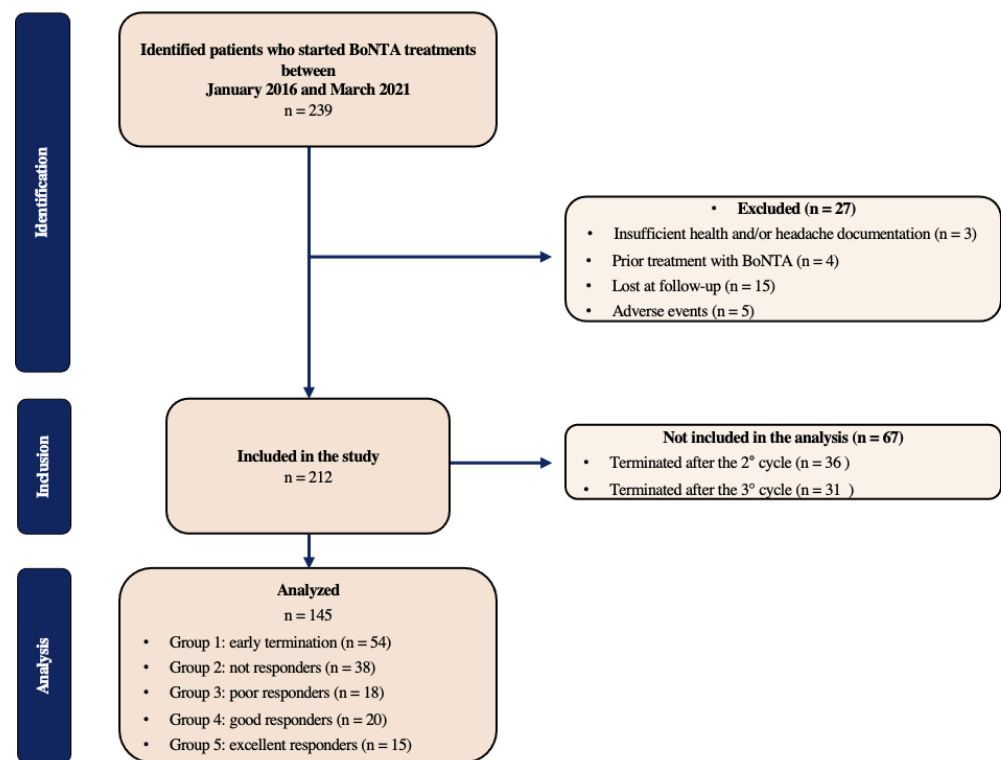 Identification
Identified patients who started BoNTA treatments
between
January 2016 and March 2021
n = 239
• Excluded (n = 27)
• Insufficient health and/or headache documentation (n = 3)
• Prior treatment with BoNTA (n = 4)
• Lost at follow-up (n = 15)
• Adverse events (n = 5)
Inclusion
Included in the study
n = 212
Not included in the analysis (n = 67)
• Terminated after the 2° cycle (n = 36 )
• Terminated after the 3° cycle (n = 31 )
Analysis
Analyzed
n = 145
• Group 1: early termination (n = 54)
• Group 2: not responders (n = 38)
• Group 3: poor responders (n = 18)
• Group 4: good responders (n = 20)
• Group 5: excellent responders (n = 15)